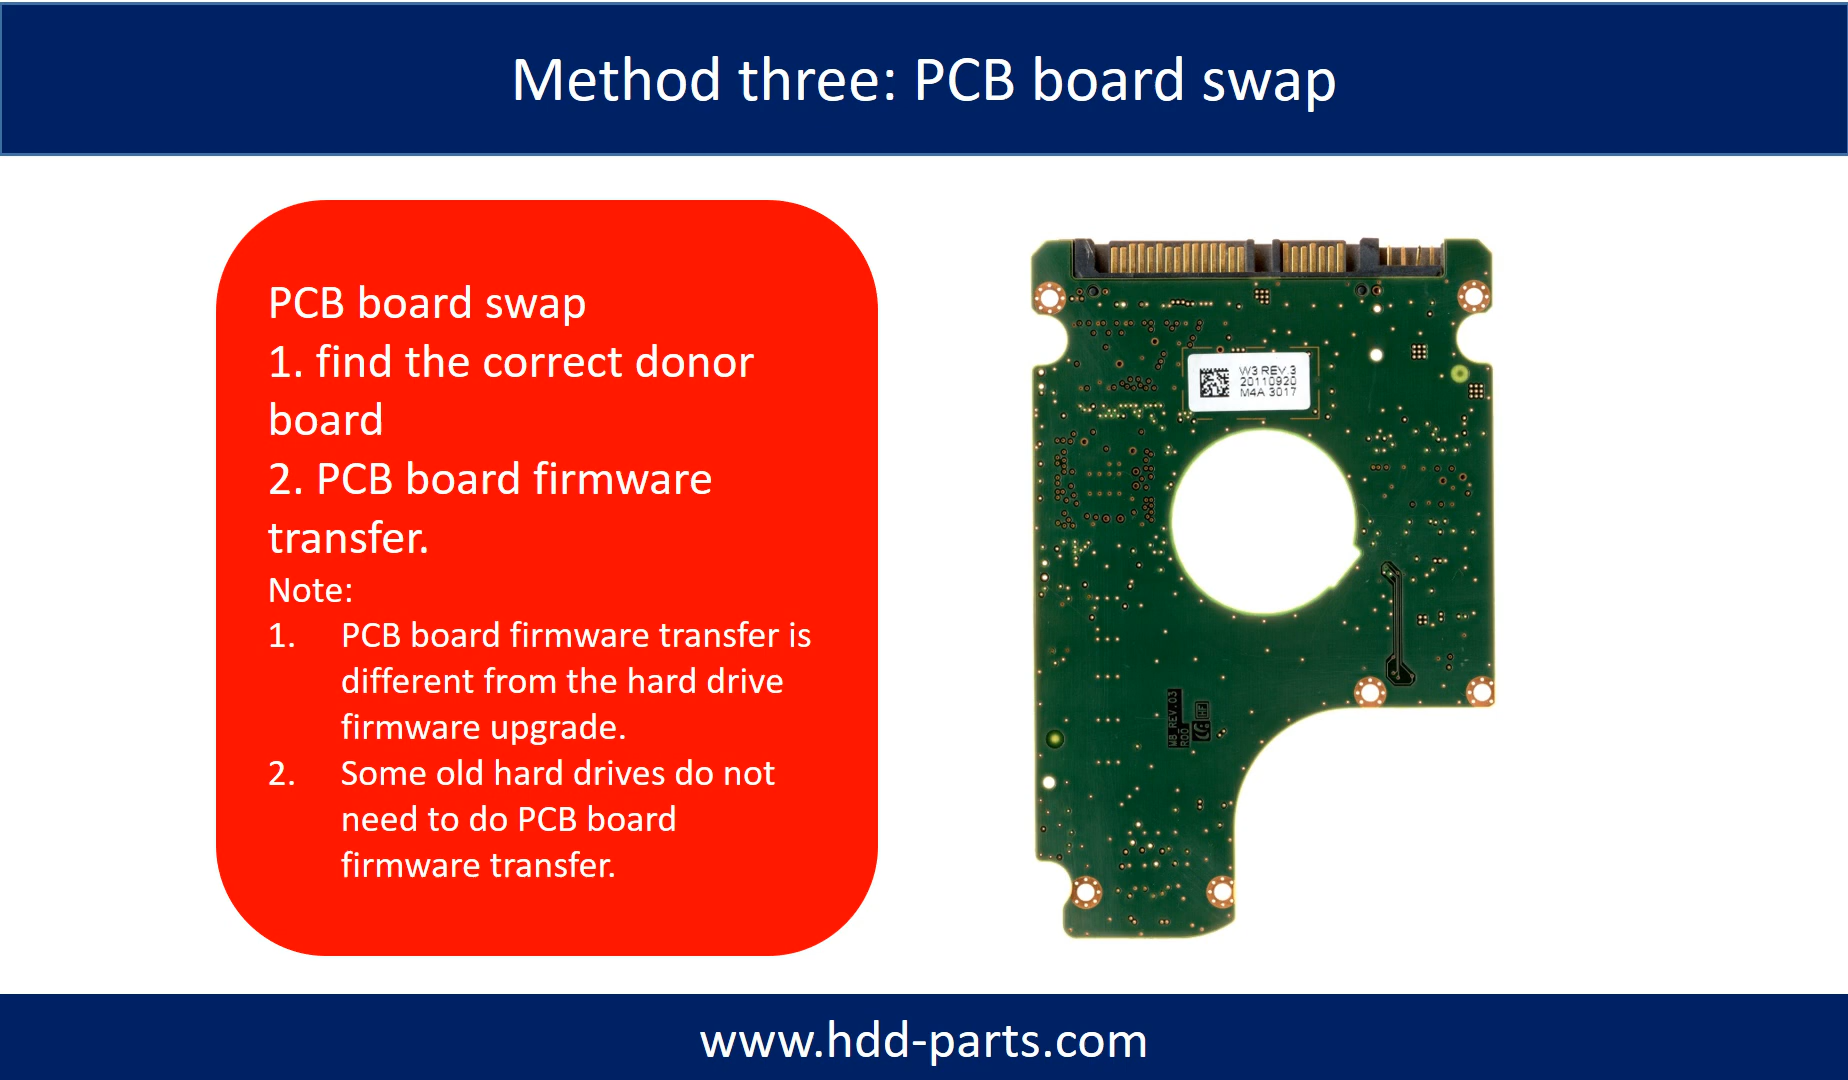 Method three: PCB board swap
PCB board swap
1. find the correct donor
board
2. PCB board firmware
transfer.
Note:
1. PCB board firmware transfer is
different from the hard drive
firmware upgrade.
2. Some old hard drives do not
need to do PCB board
firmware transfer.
W3 REV.3
20110920
M4A 3017
M8_REV.03
R00
www.hdd-parts.com